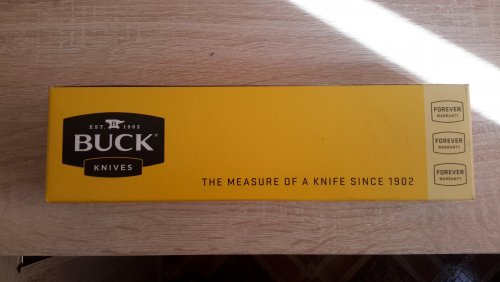 EST. B 1902
BUCK®
KNIVES
THE MEASURE OF A KNIFE SINCE 1902
FOREVER
WARRANTY
FOREVER
WARRANTY
FOREVER
WARRANTY